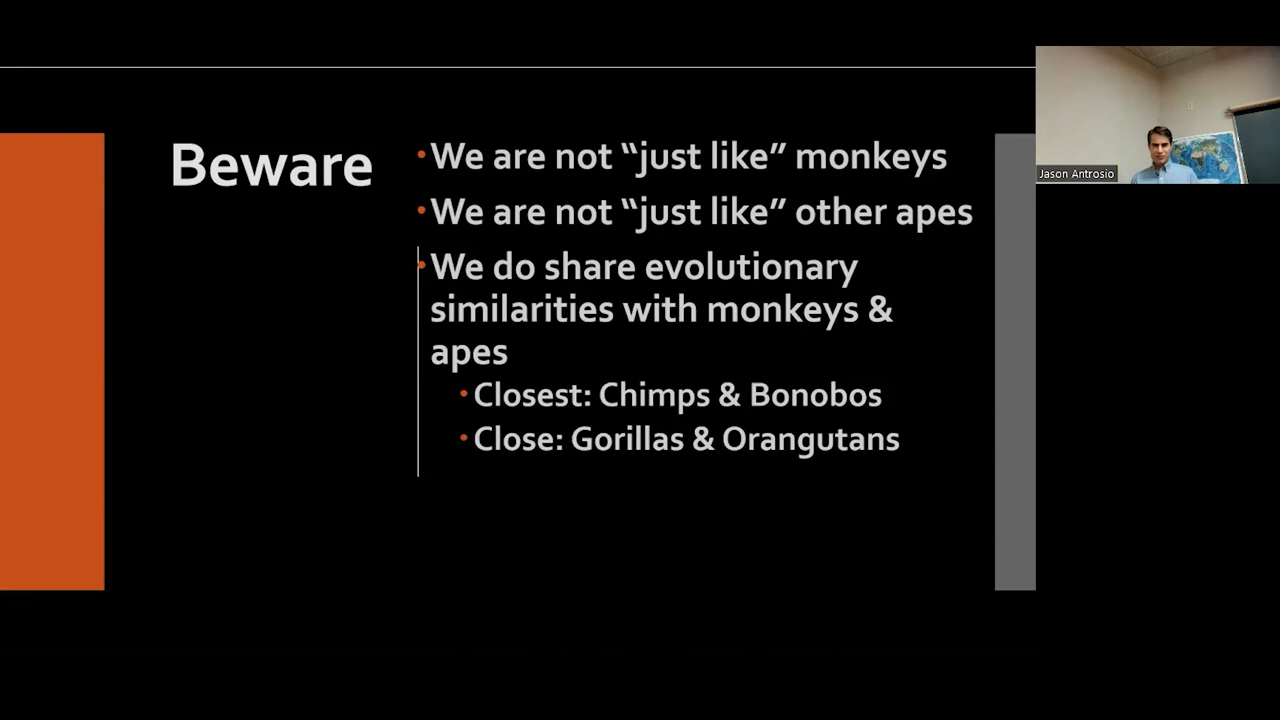 Beware
•We are not “just like” monkeys
•We are not “just like” other apes
•We do share evolutionary
similarities with monkeys &
apes
•Closest: Chimps & Bonobos
•Close: Gorillas & Orangutans
Jason Antrosio